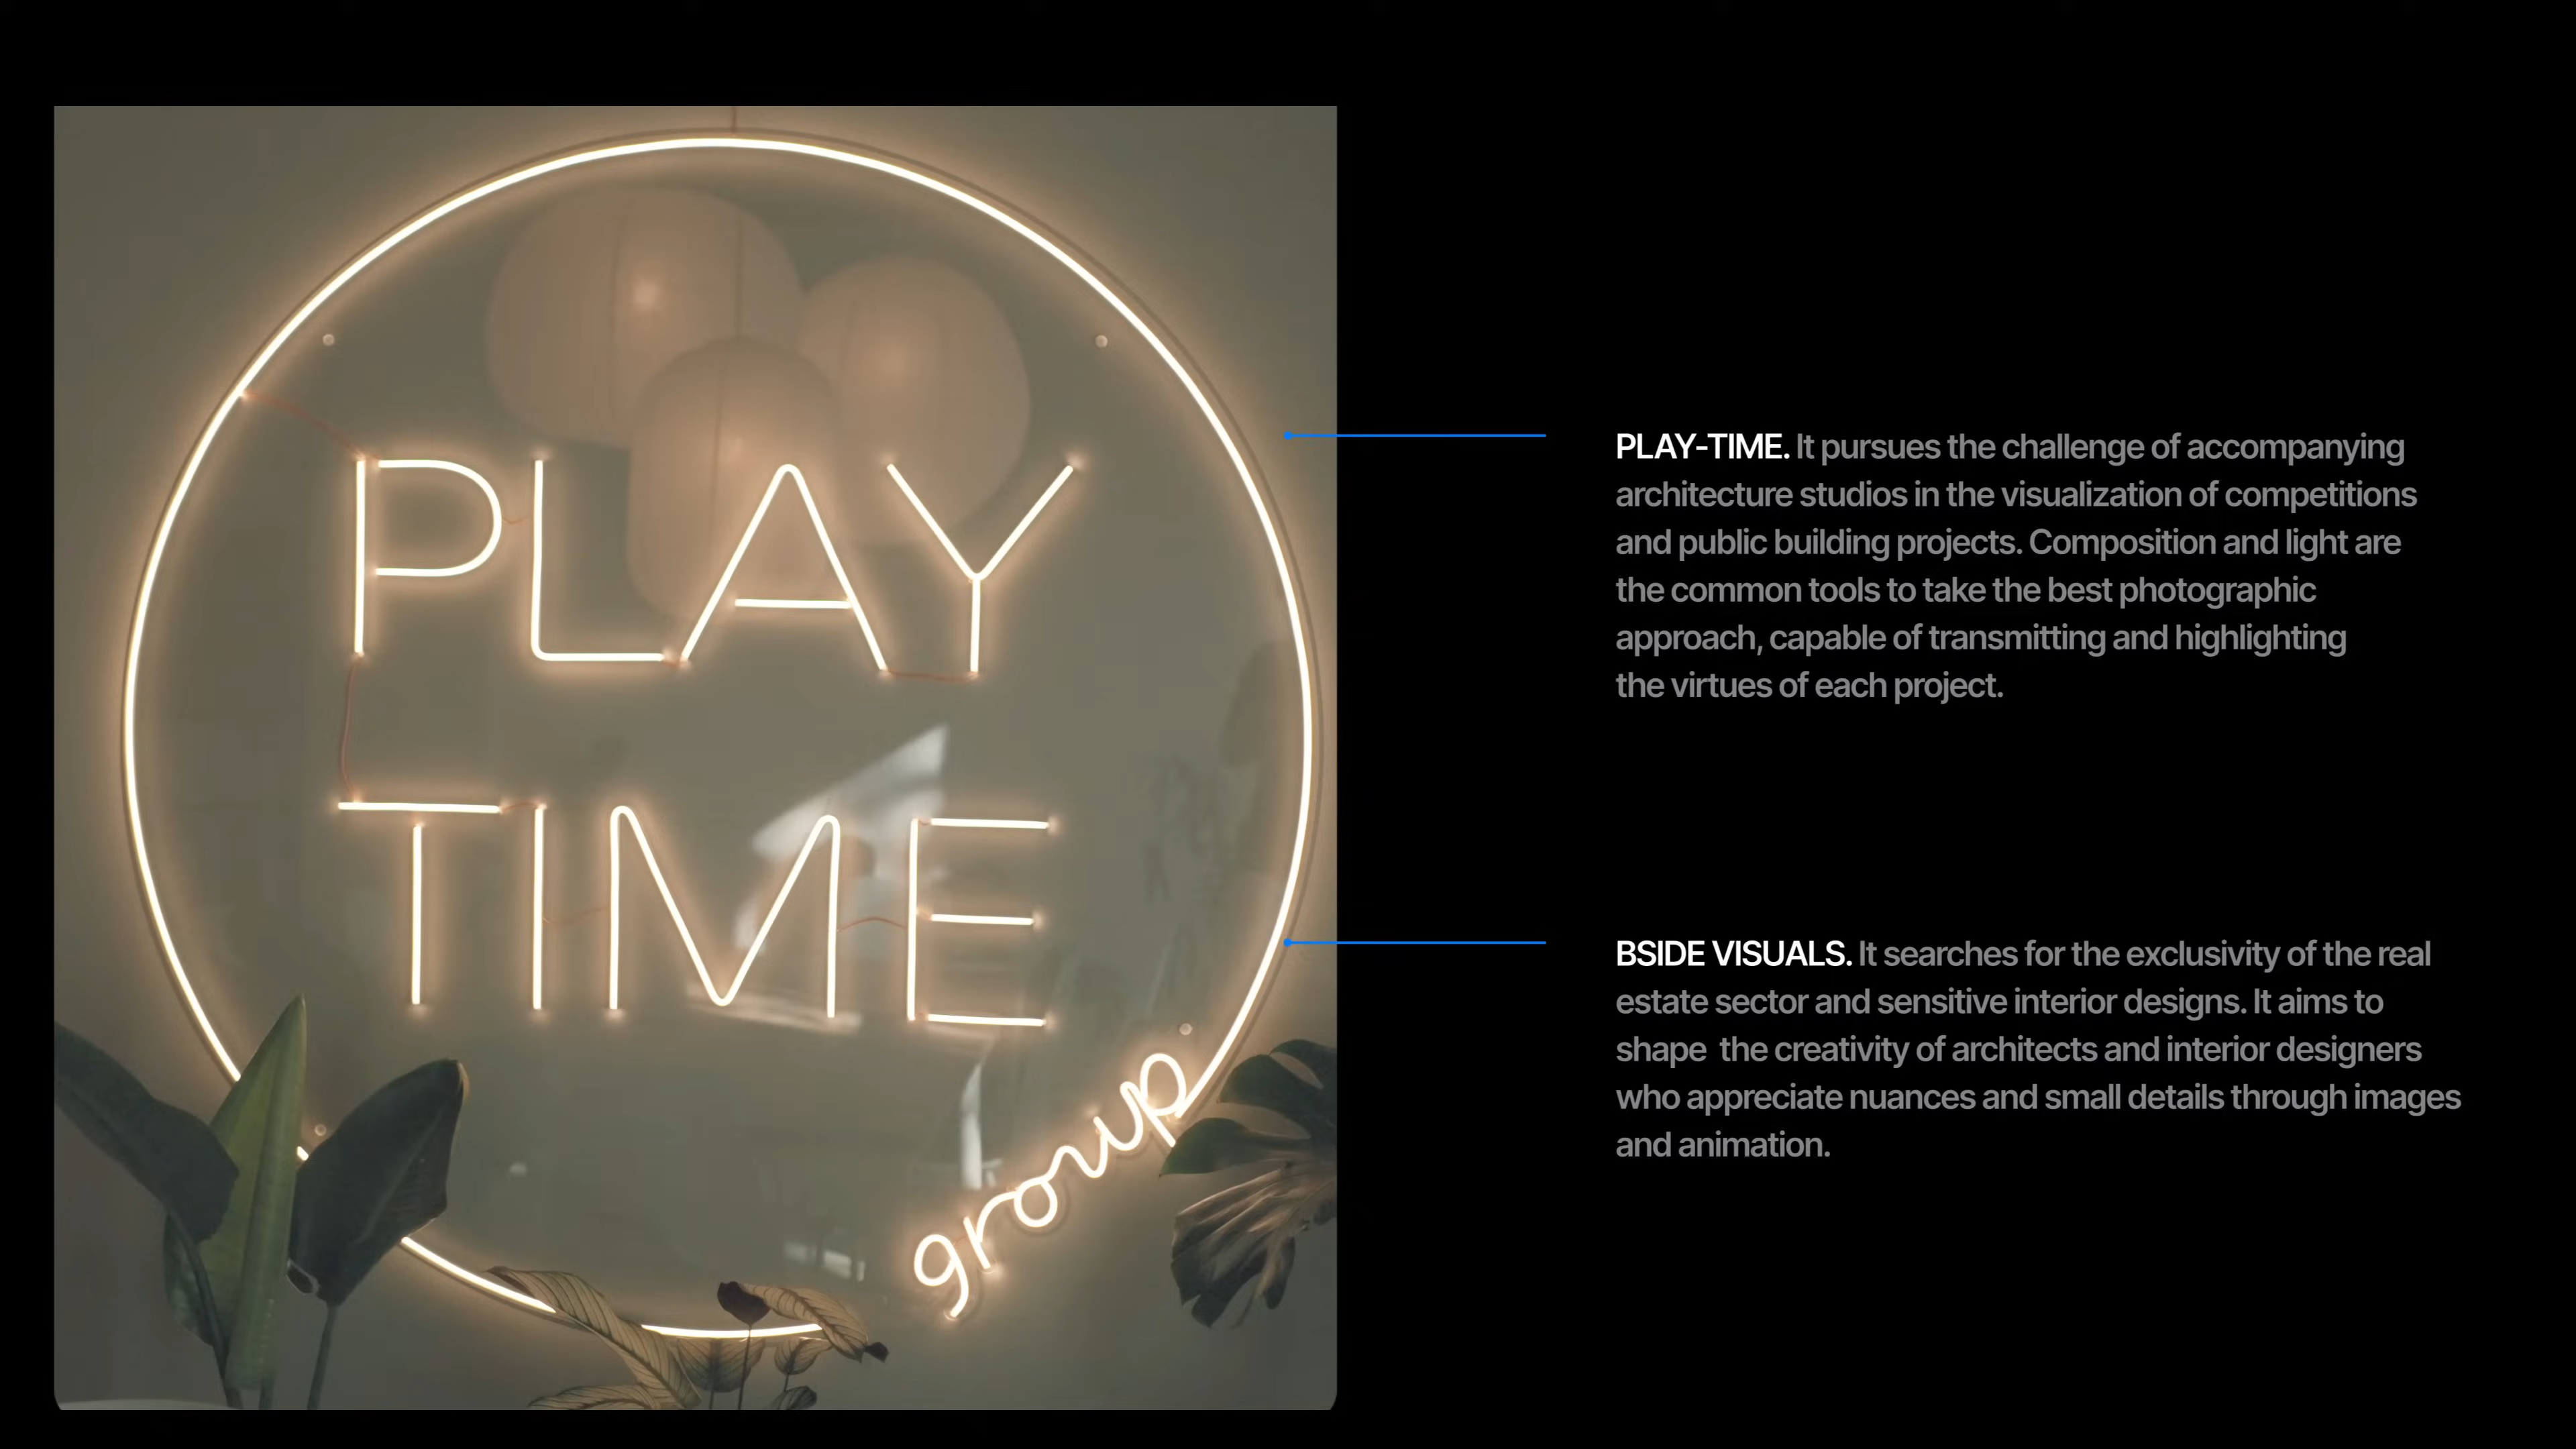 PLAY
TIME
group
PLAY-TIME. It pursues the challenge of accompanying
architecture studios in the visualization of competitions
and public building projects. Composition and light are
the common tools to take the best photographic
approach, capable of transmitting and highlighting
the virtues of each project.
BSIDE VISUALS. It searches for the exclusivity of the real
estate sector and sensitive interior designs. It aims to
shape  the creativity of architects and interior designers
who appreciate nuances and small details through images
and animation.